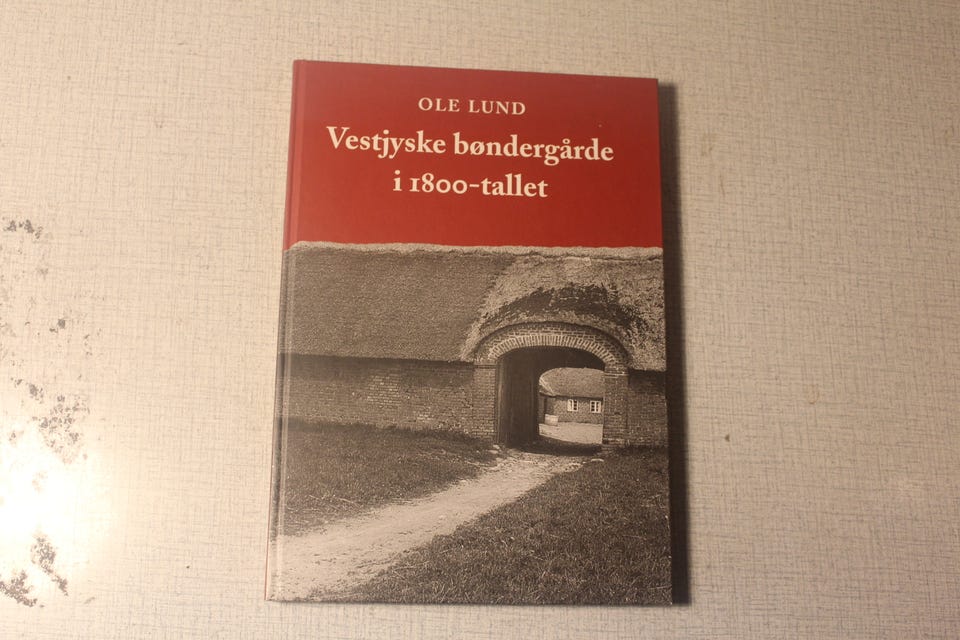 OLE LUND
Vestjyske bøndergårde
i 1800-tallet